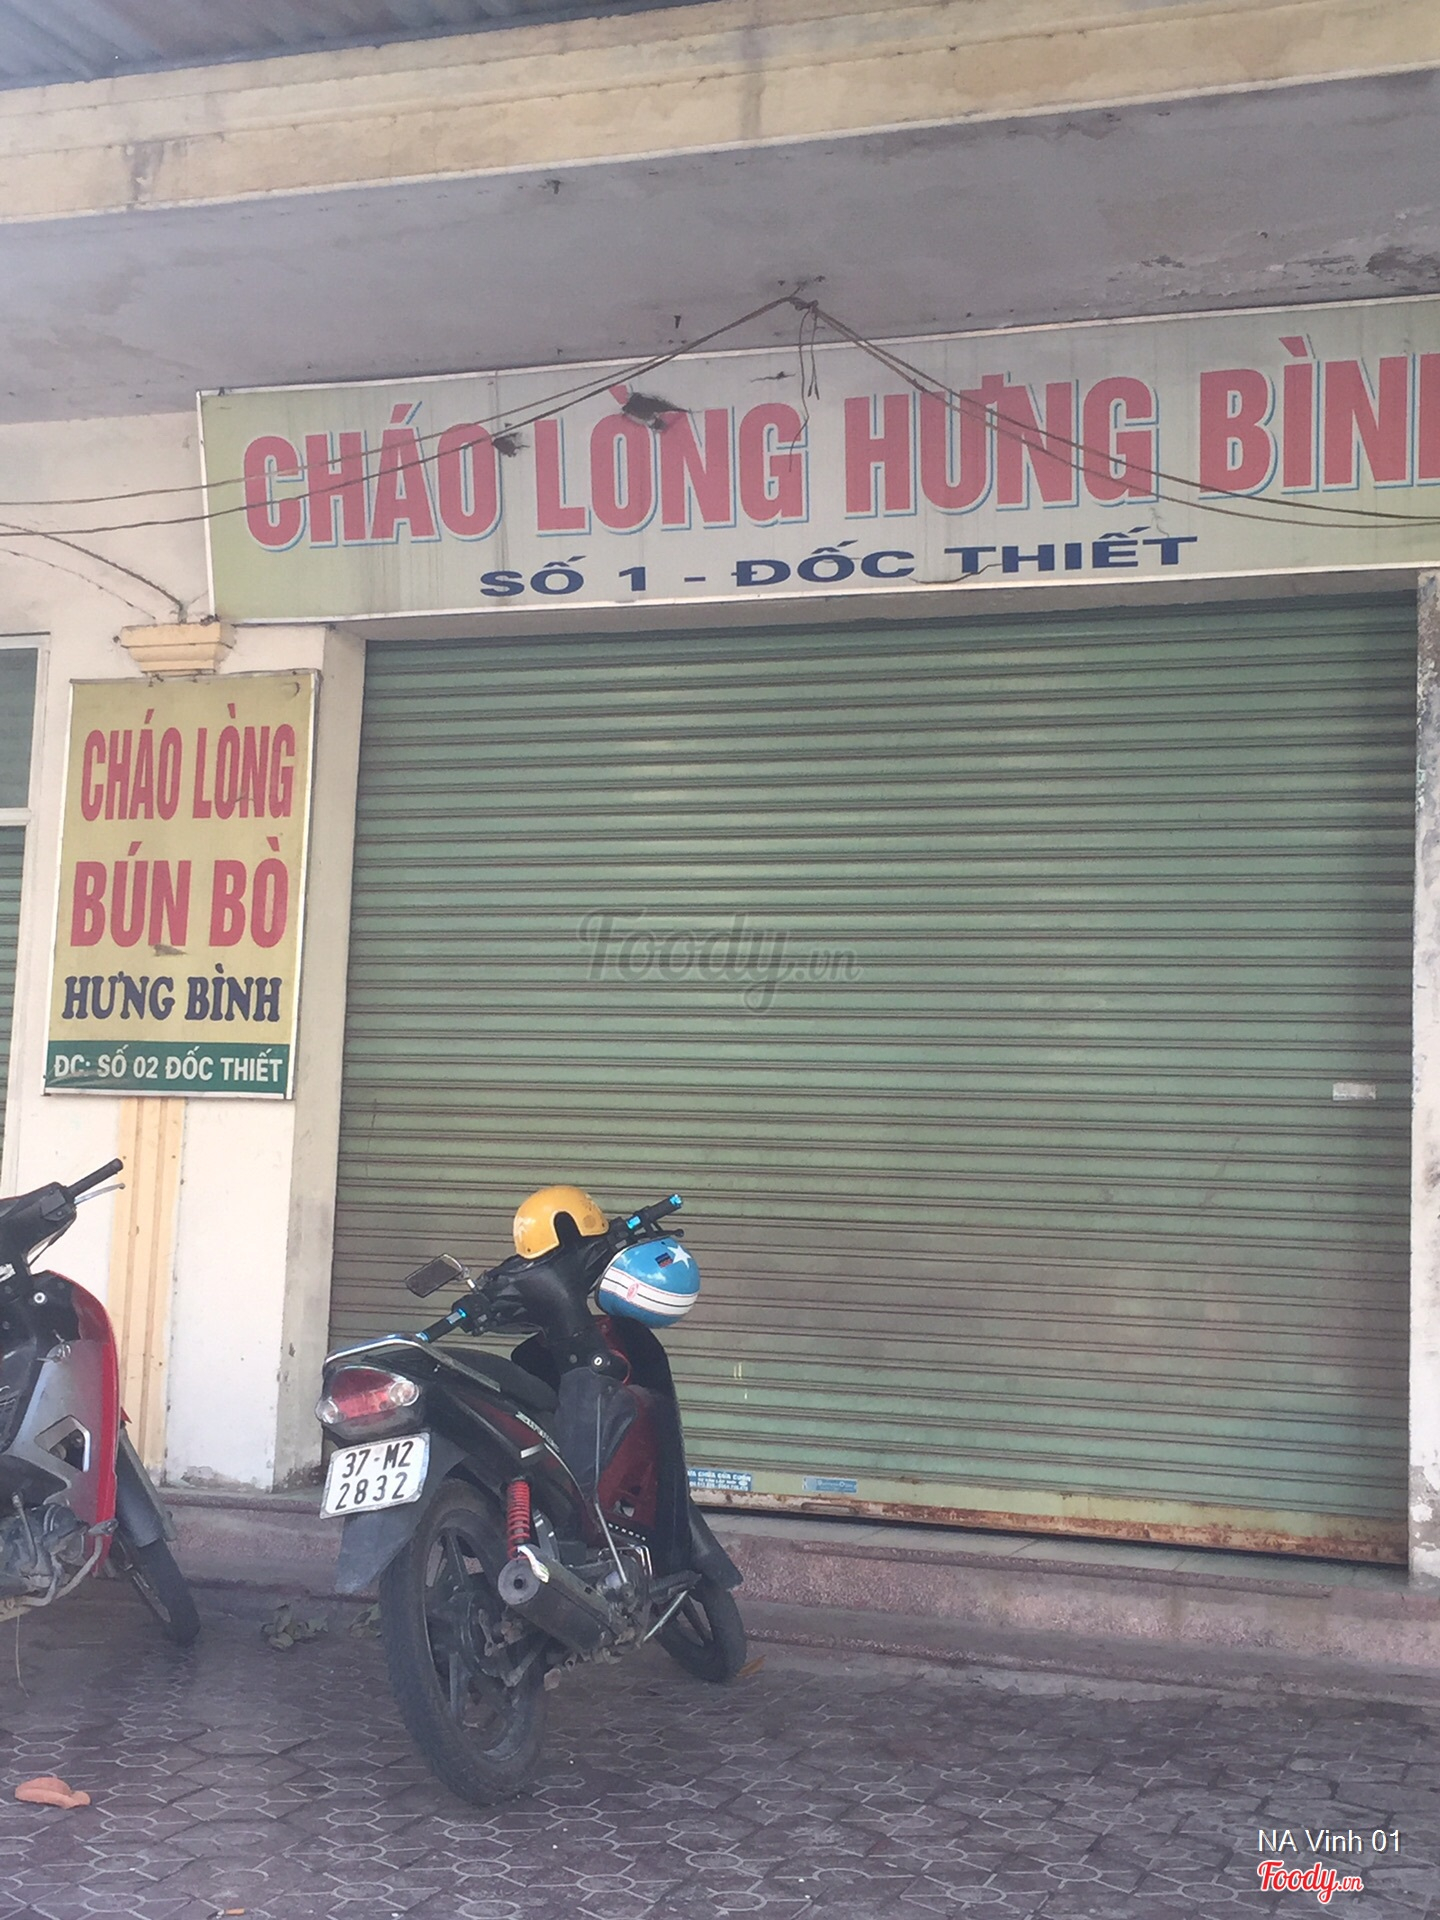 CHÁO LÒNG HƯNG BÌN
SỐ 1 - ĐỐC THIẾT
CHÁO LÒNG
BÚN BÒ
HƯNG BÌNH
ĐC: SỐ 02 ĐỐC THIẾT
Foody.vn
37-M2
2832
NA Vinh 01
Foody.vn